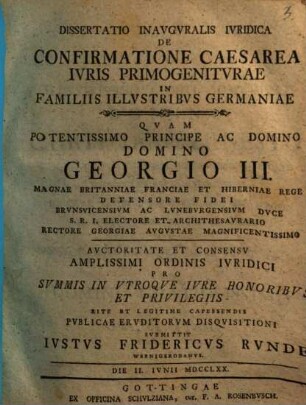 3
DISSERTATIO INAVGVRALIS IVRIDICA
DE
CONFIRMATIONE CAESAREA
IVRIS PRIMOGENITVRAE
IN
FAMILIIS ILLVSTRIBVS GERMANIAE
QVAM
POTENTISSIMO PRINCIPE AC DOMINO
DOMINO
GEORGIO III.
MAGNAE BRITANNIAE FRANCIAE ET HIBERNIAE REGE
DEFENSORE FIDEI
BRVNSVICENSIVM AC LVNEBVRGENSIVM DVCE
S. R. I. ELECTORE ET ARCHITHESAVRARIO
RECTORE GEORGIAE AVGVSTAE MAGNIFICENTISSIMO
AVCTORITATE ET CONSENSV
AMPLISSIMI ORDINIS IVRIDICI
PRO
SVMMIS IN VTROQVE IVRE HONORIBVS
ET PRIVILEGIIS
RITE ET LEGITIME CAPESSENDIS
PVBLICAE ERVDITORVM DISQVISITIONI
SVBMITTIT
IVSTVS FRIDERICVS RVNDE
WERNIGERODANVS.
DIE II. IVNII MDCCLXX.
GOTTINGAE
EX OFFICINA SCHVLZIANA, cur. F. A. ROSENBVSCH.